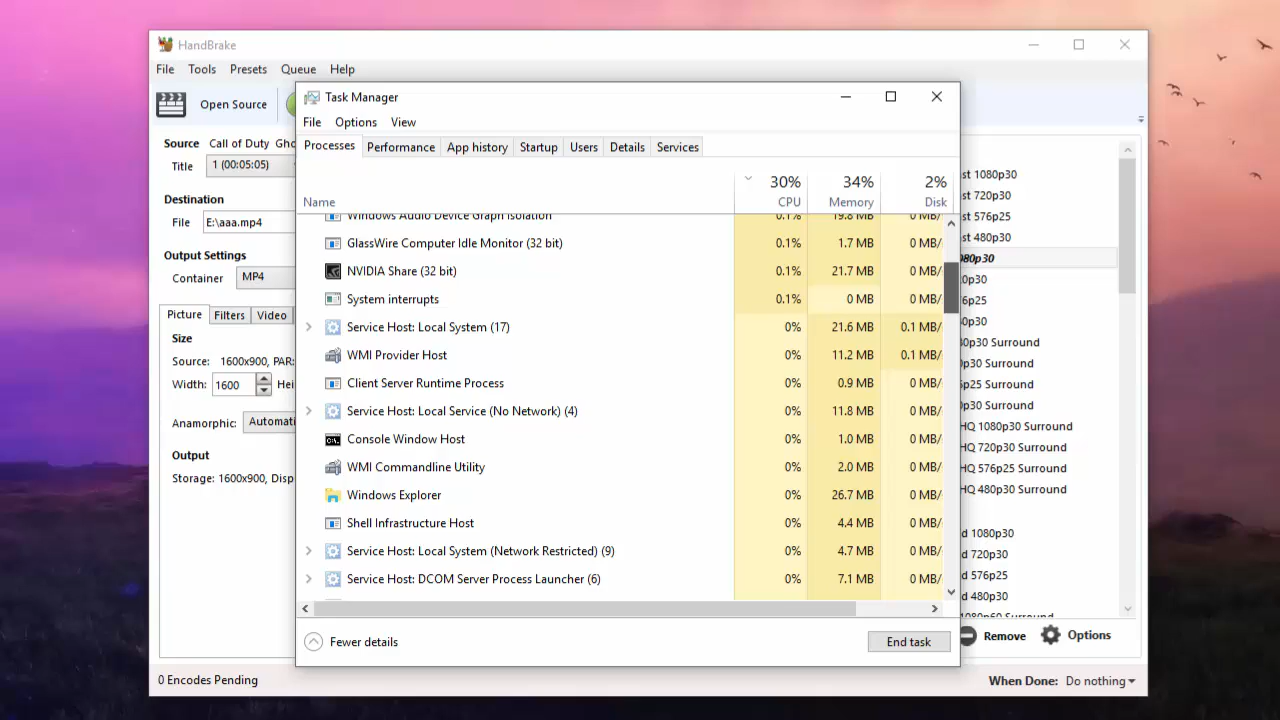 HandBrake
File Tools Presets Queue Help
Open Source
Source Call of Duty Gho
Title 1 (00:05:05)
Destination
File E:\aaa.mp4
Output Settings
Container MP4
Picture Filters Video
Size
Source: 1600x900, PAR:
Width: 1600 Hei
Anamorphic: Automati
Output
Storage: 1600x900, Disp
Task Manager
File Options View
Processes Performance App history Startup Users Details Services
30% 34% 2%
Name CPU Memory Disk
Windows Audio Device Graph Isolation 0.1% 19.8 MB 0 MB/
GlassWire Computer Idle Monitor (32 bit) 0.1% 1.7 MB 0 MB/
NVIDIA Share (32 bit) 0.1% 21.7 MB 0 MB/
System interrupts 0.1% 0 MB 0 MB/
Service Host: Local System (17) 0% 21.6 MB 0.1 MB/
WMI Provider Host 0% 11.2 MB 0.1 MB/
Client Server Runtime Process 0% 0.9 MB 0 MB/
Service Host: Local Service (No Network) (4) 0% 11.8 MB 0 MB/
Console Window Host 0% 1.0 MB 0 MB/
WMI Commandline Utility 0% 2.0 MB 0 MB/
Windows Explorer 0% 26.7 MB 0 MB/
Shell Infrastructure Host 0% 4.4 MB 0 MB/
Service Host: Local System (Network Restricted) (9) 0% 4.7 MB 0 MB/
Service Host: DCOM Server Process Launcher (6) 0% 7.1 MB 0 MB/
Fewer details End task
st 1080p30
st 720p30
st 576p25
st 480p30
080p30
0p30
6p25
0p30
80p30 Surround
0p30 Surround
6p25 Surround
0p30 Surround
HQ 1080p30 Surround
HQ 720p30 Surround
HQ 576p25 Surround
HQ 480p30 Surround
d 1080p30
d 720p30
d 576p25
d 480p30
d 1080p60 Surround
Remove Options
0 Encodes Pending When Done: Do nothing